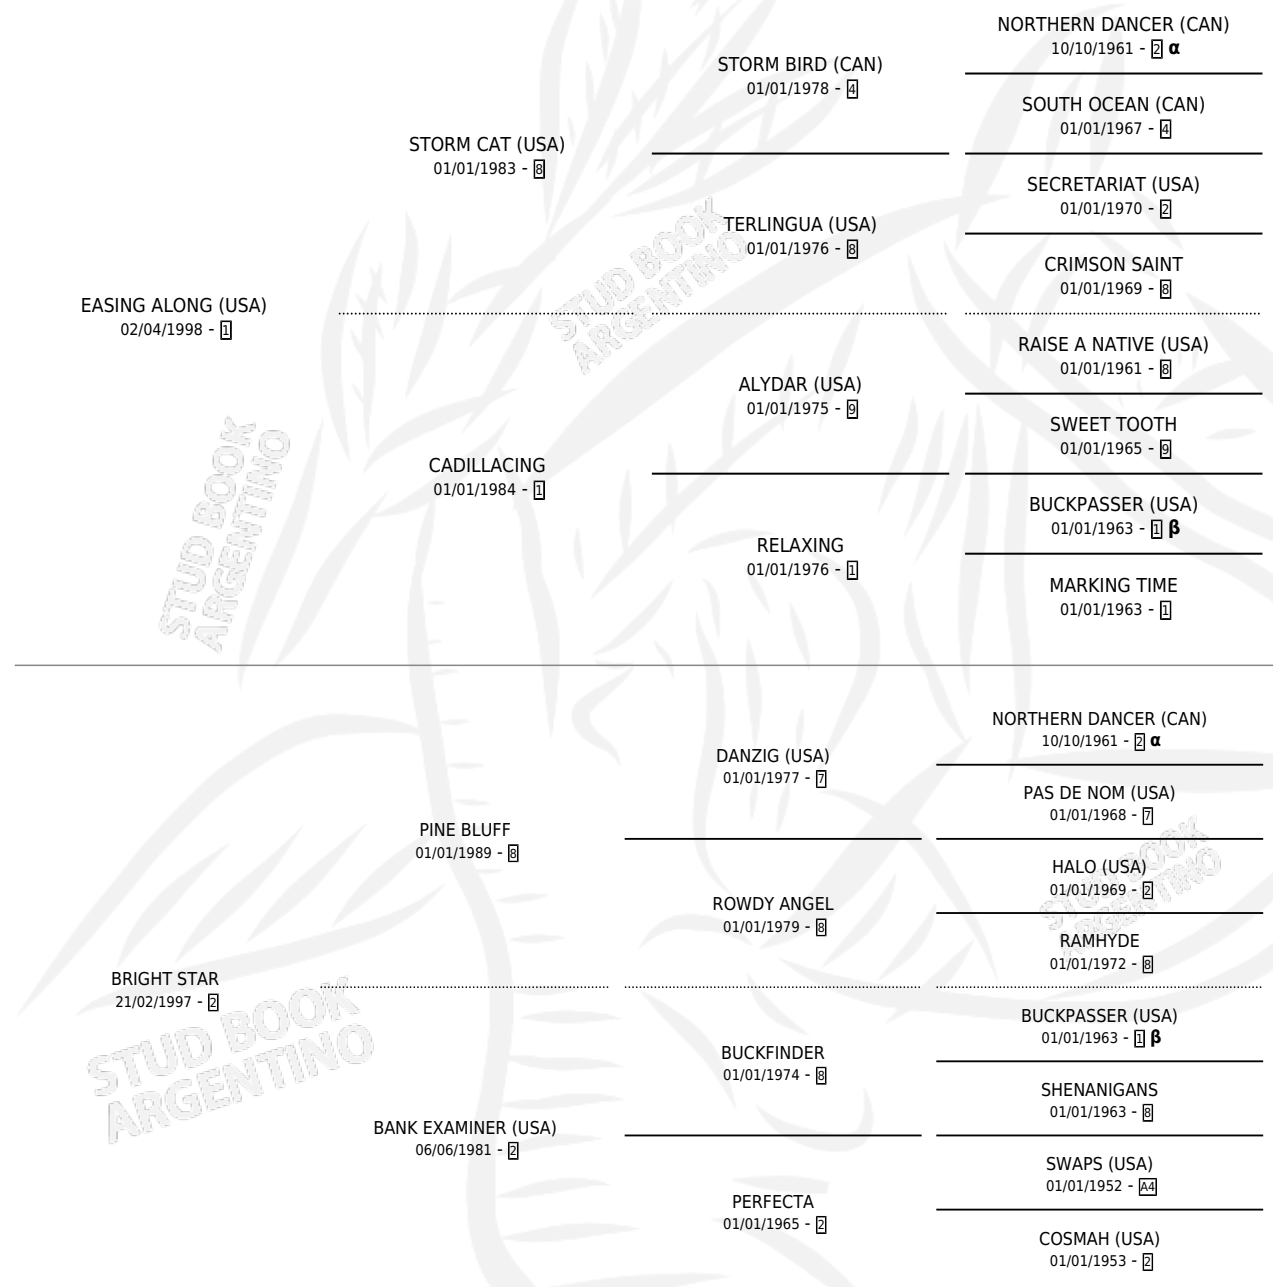 NORTHERN DANCER (CAN)
10/10/1961 - 2 α
STORM BIRD (CAN)
01/01/1978 - 4
SOUTH OCEAN (CAN)
01/01/1967 - 4
STORM CAT (USA)
01/01/1983 - 8
SECRETARIAT (USA)
01/01/1970 - 2
TERLINGUA (USA)
01/01/1976 - 8
CRIMSON SAINT
01/01/1969 - 8
EASING ALONG (USA)
02/04/1998 - 1
RAISE A NATIVE (USA)
01/01/1961 - 8
ALYDAR (USA)
01/01/1975 - 9
SWEET TOOTH
01/01/1965 - 9
CADILLACING
01/01/1984 - 1
BUCKPASSER (USA)
01/01/1963 - 1 β
RELAXING
01/01/1976 - 1
MARKING TIME
01/01/1963 - 1
NORTHERN DANCER (CAN)
10/10/1961 - 2 α
DANZIG (USA)
01/01/1977 - 7
PAS DE NOM (USA)
01/01/1968 - 7
PINE BLUFF
01/01/1989 - 8
HALO (USA)
01/01/1969 - 2
ROWDY ANGEL
01/01/1979 - 8
RAMHYDE
01/01/1972 - 8
BRIGHT STAR
21/02/1997 - 2
BUCKPASSER (USA)
01/01/1963 - 1 β
BUCKFINDER
01/01/1974 - 8
SHENANIGANS
01/01/1963 - 8
BANK EXAMINER (USA)
06/06/1981 - 2
SWAPS (USA)
01/01/1952 - A4
PERFECTA
01/01/1965 - 2
COSMAH (USA)
01/01/1953 - 2
STUD BOOK
ARGENTINO
STUD BOOK
ARGENTINO
STUD BOOK
ARGENTINO
STUD BOOK
ARGENTINO